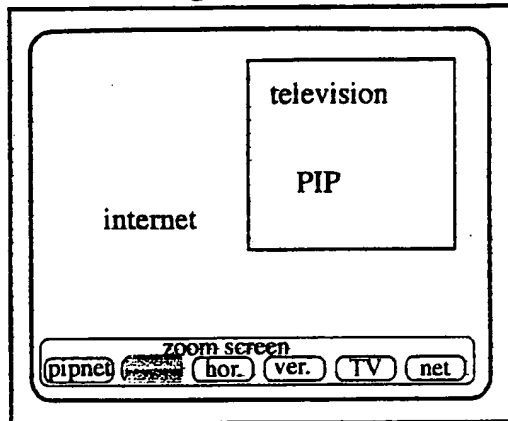 television
PIP
internet
zoom screen
pipnet hor. ver. TV net